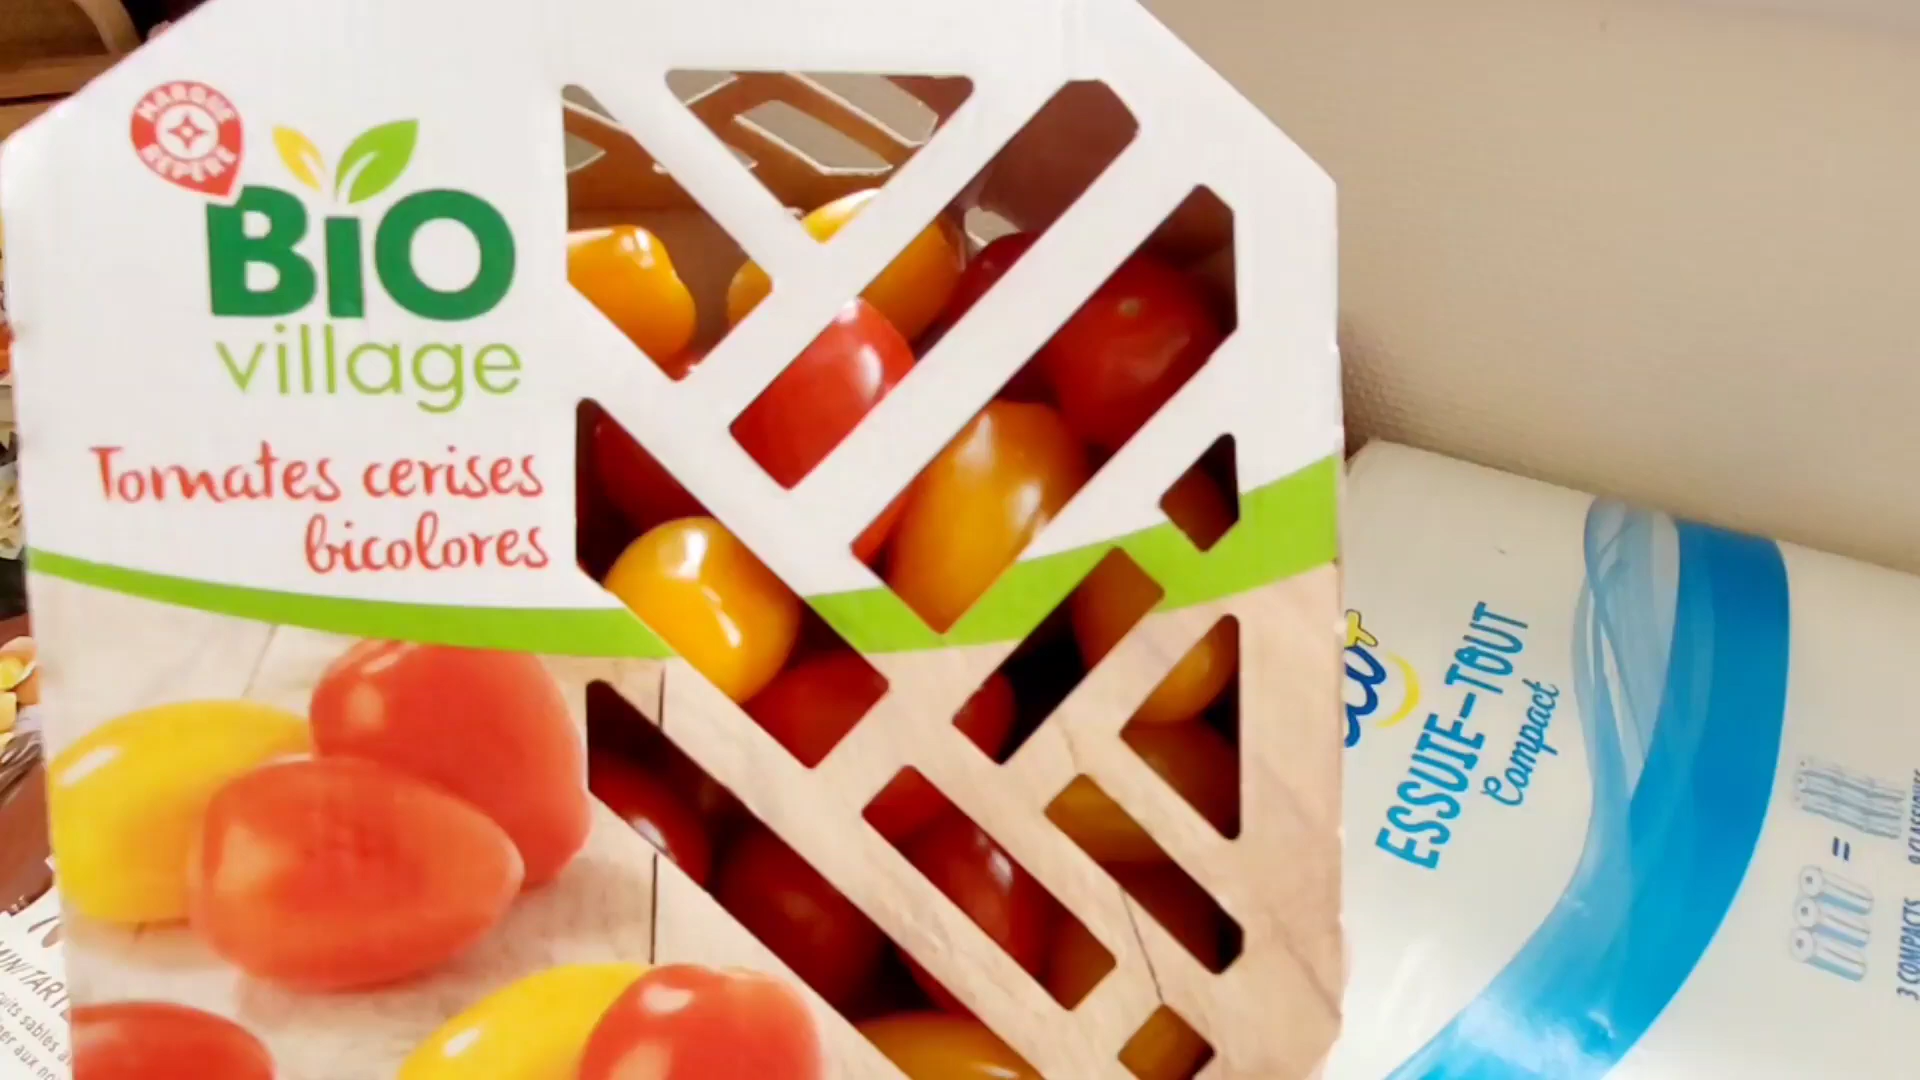 MARQUE
REPÈRE
BiO
village
Tomates cerises
bicolores
ESSUIE-TOUT
Compact
=
3 COMPACTS